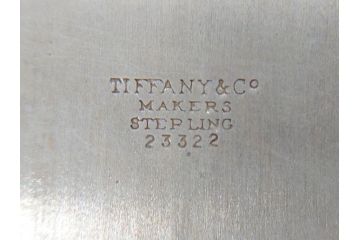 TIFFANY & Co
MAKERS
STERLING
23322